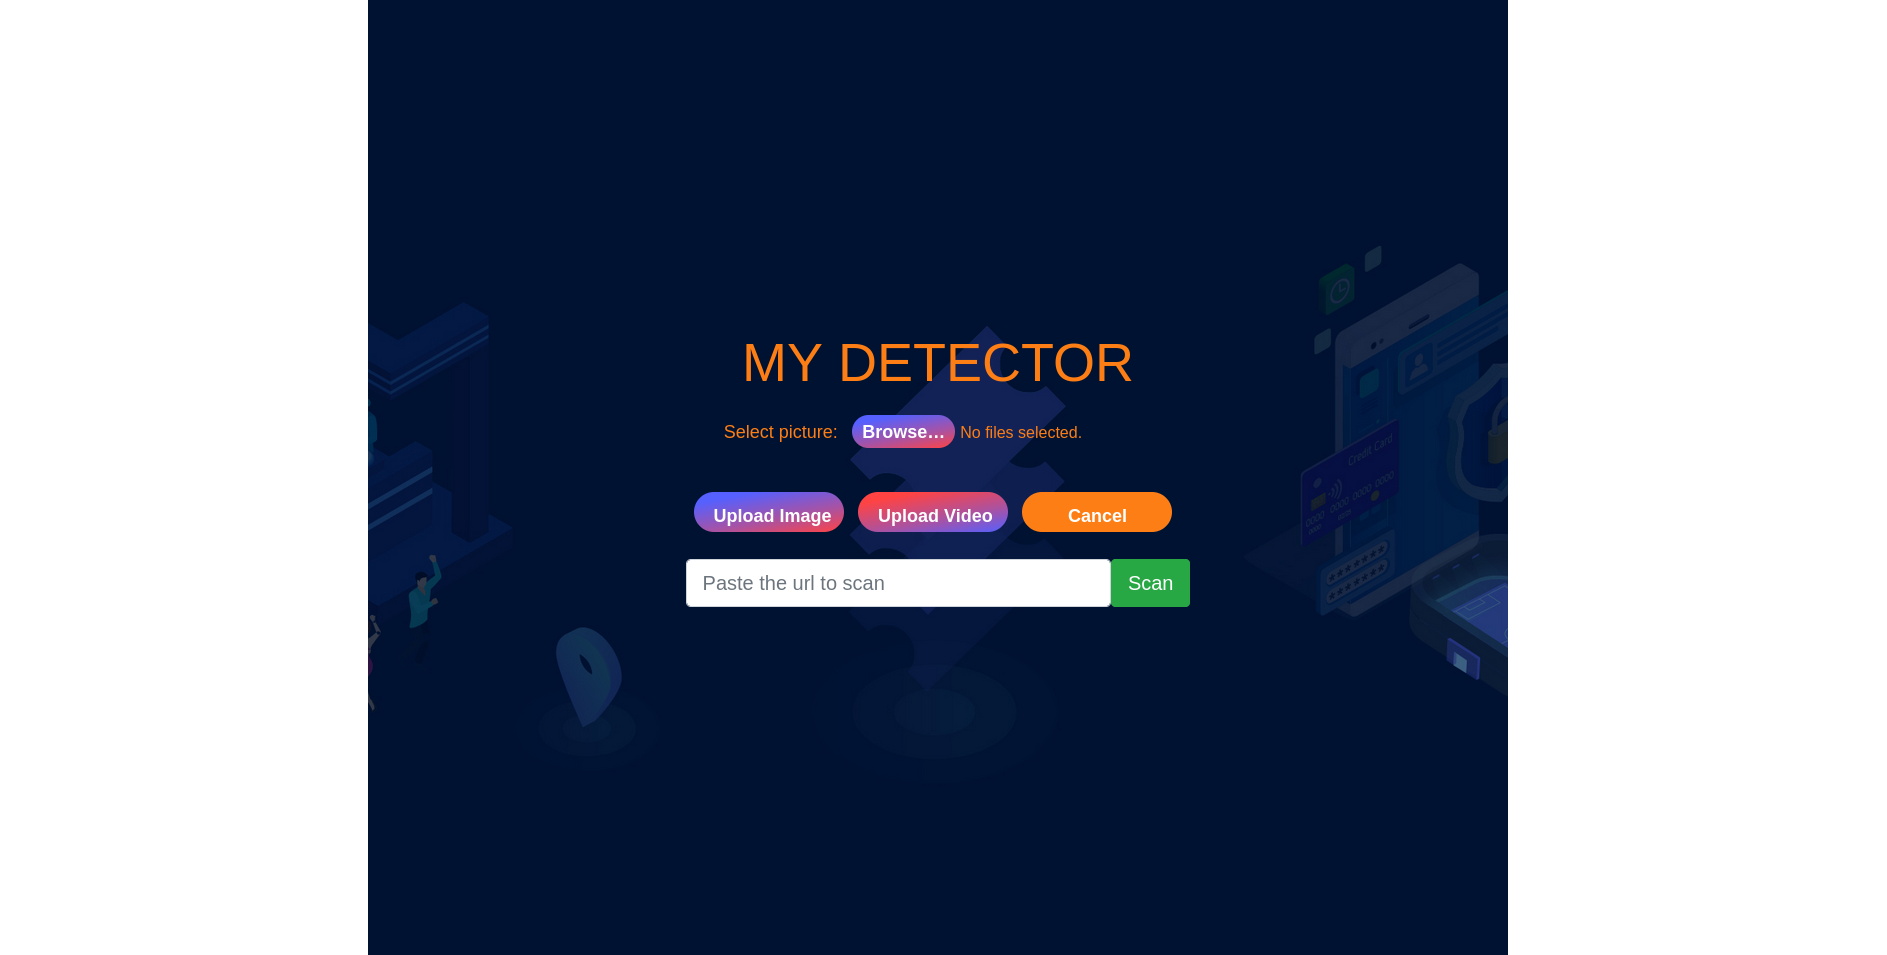 MY DETECTOR
Select picture: Browse... No files selected.
Upload Image Upload Video Cancel
Paste the url to scan Scan
Credit Card